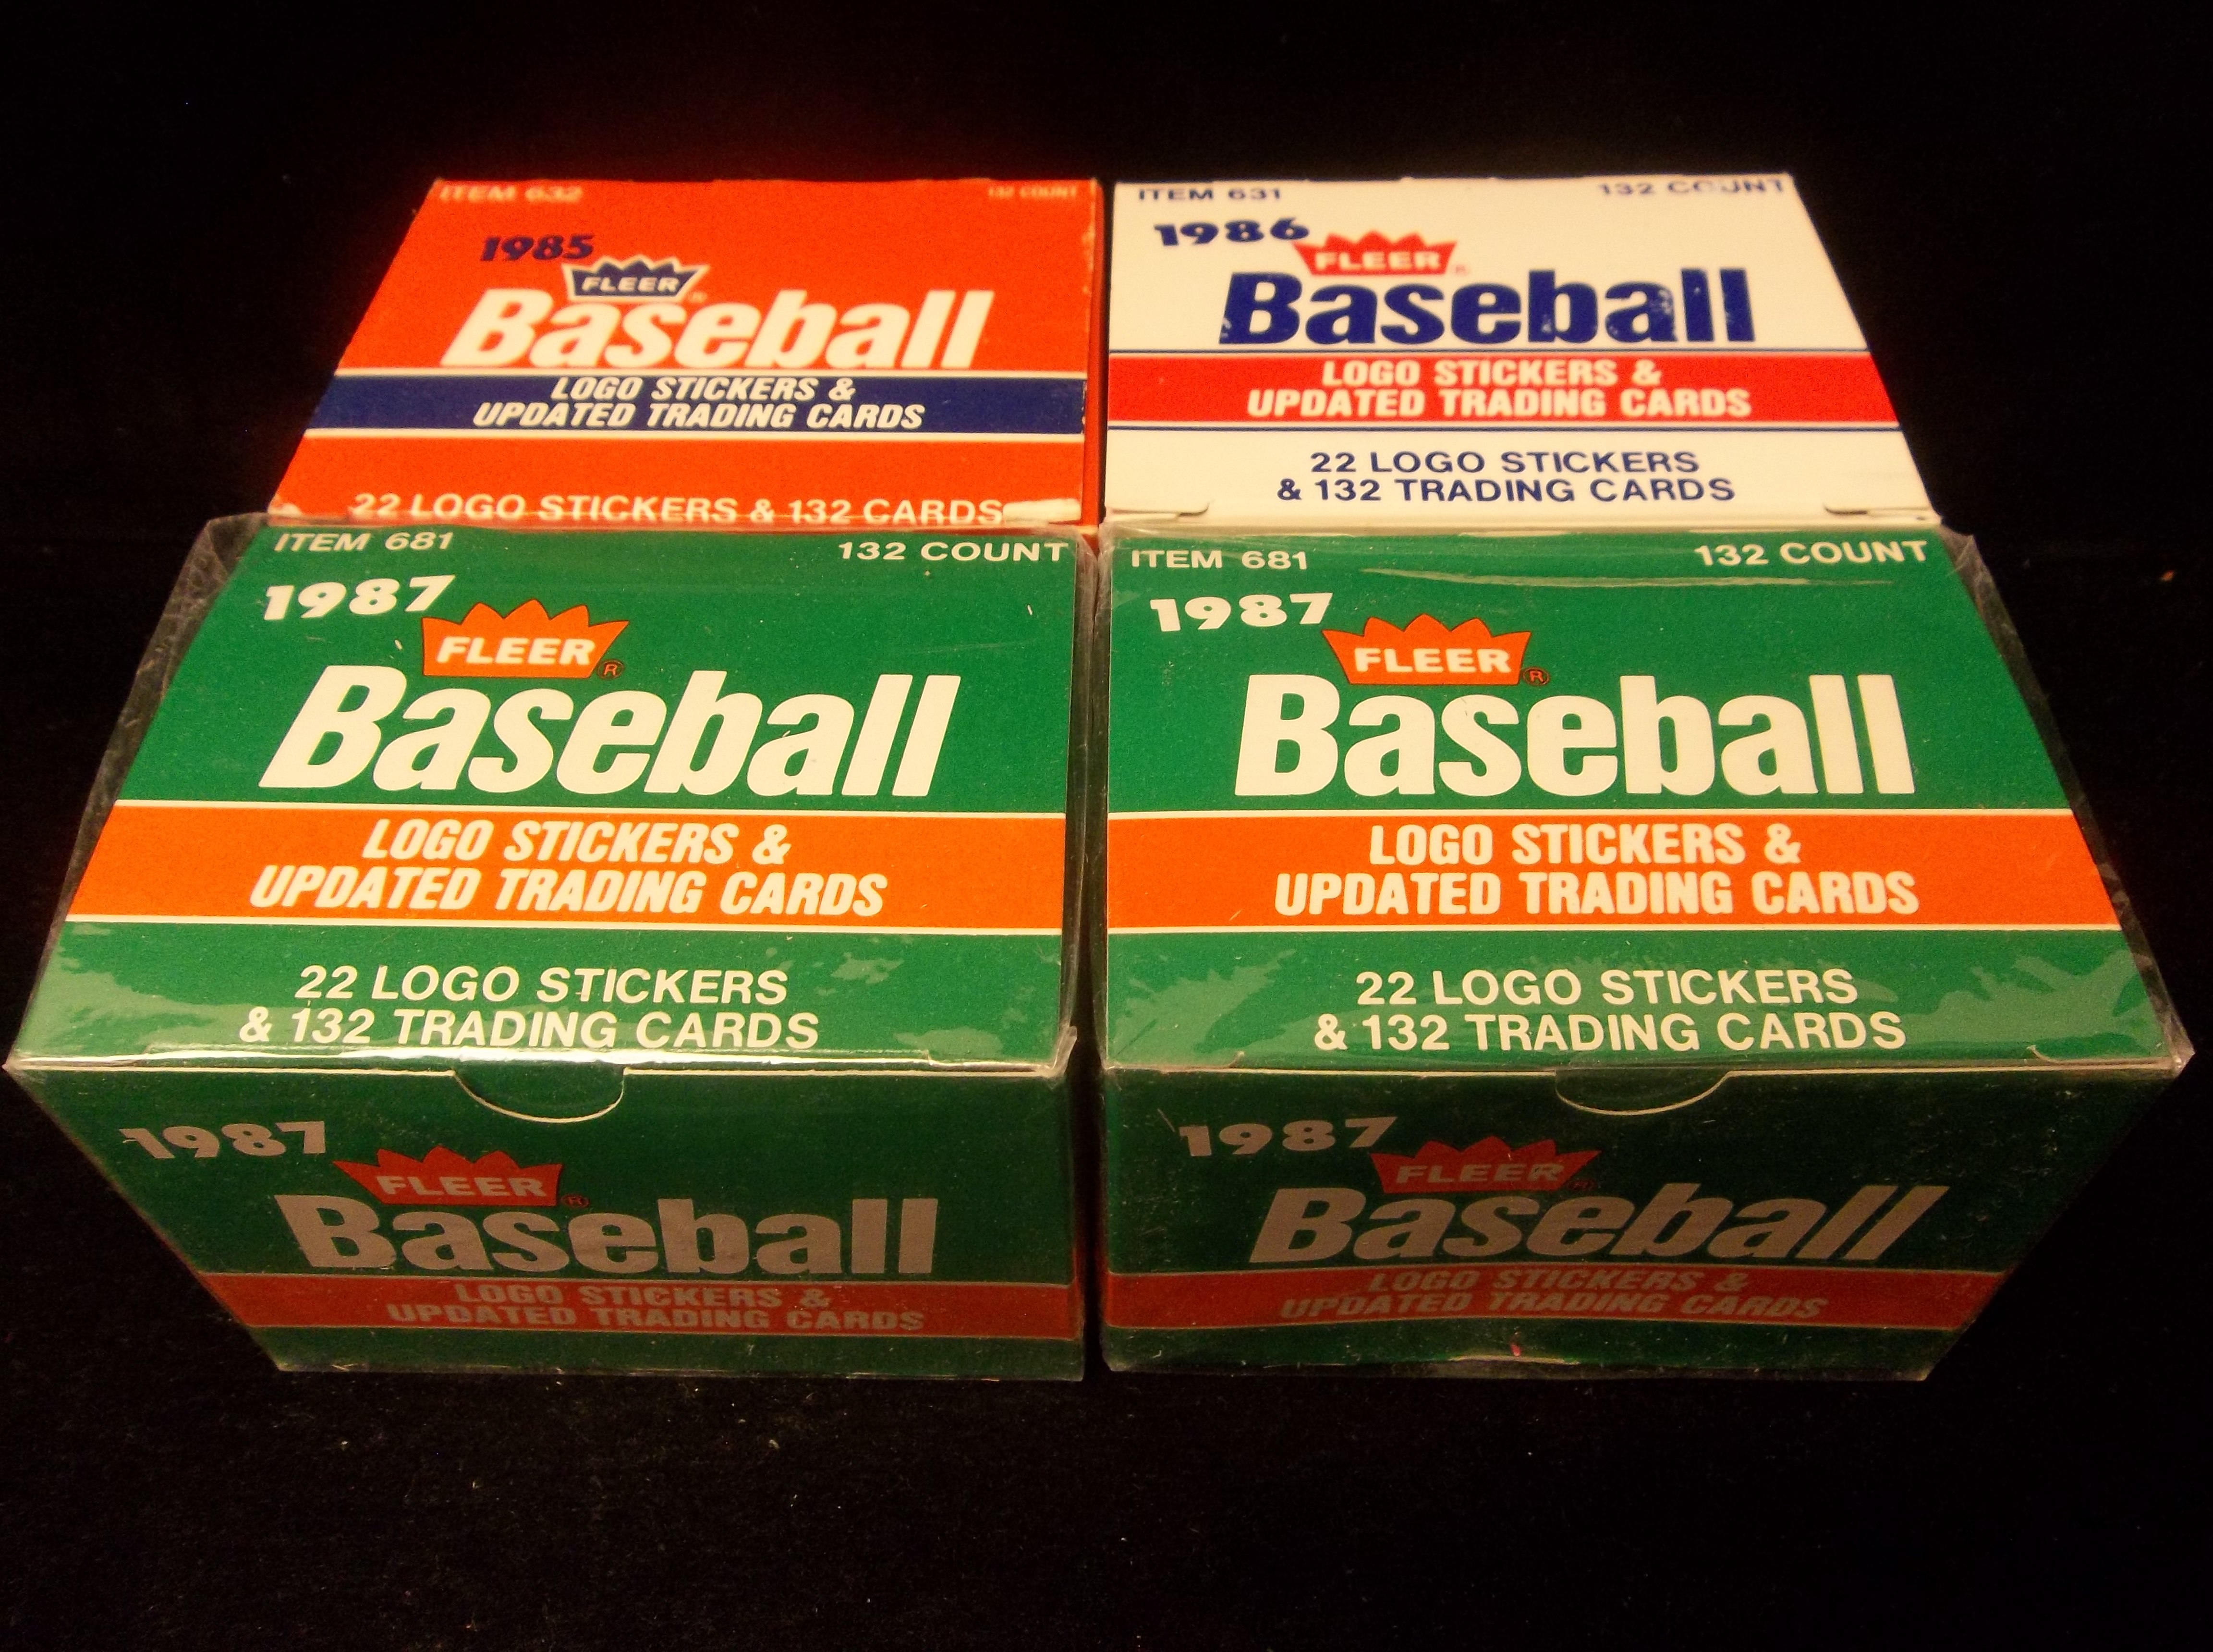 ITEM 632
132 COUNT
1985
FLEER®
Baseball
LOGO STICKERS &
UPDATED TRADING CARDS
22 LOGO STICKERS & 132 CARDS
ITEM 631
132 COUNT
1986
FLEER®
Baseball
LOGO STICKERS &
UPDATED TRADING CARDS
22 LOGO STICKERS
& 132 TRADING CARDS
ITEM 681
132 COUNT
1987
FLEER®
Baseball
LOGO STICKERS &
UPDATED TRADING CARDS
22 LOGO STICKERS
& 132 TRADING CARDS
1987
FLEER®
Baseball
LOGO STICKERS &
UPDATED TRADING CARDS
ITEM 681
132 COUNT
1987
FLEER®
Baseball
LOGO STICKERS &
UPDATED TRADING CARDS
22 LOGO STICKERS
& 132 TRADING CARDS
1987
FLEER®
Baseball
LOGO STICKERS &
UPDATED TRADING CARDS